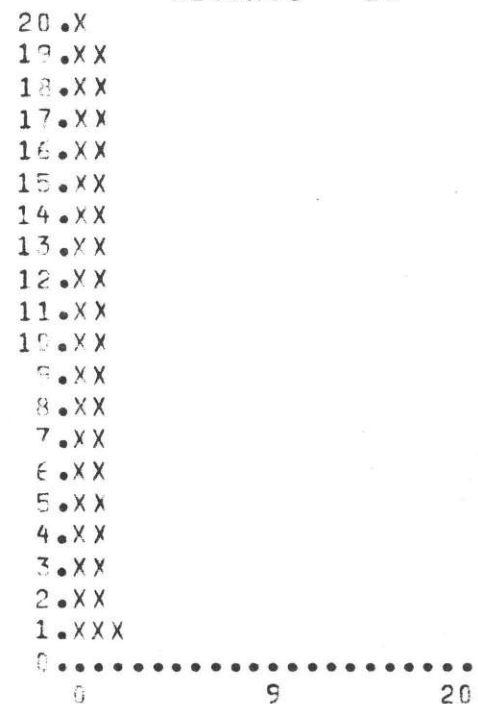 20.X
19.XX
18.XX
17.XX
16.XX
15.XX
14.XX
13.XX
12.XX
11.XX
10.XX
9.XX
8.XX
7.XX
6.XX
5.XX
4.XX
3.XX
2.XX
1.XXX
0.....................
0 9 20